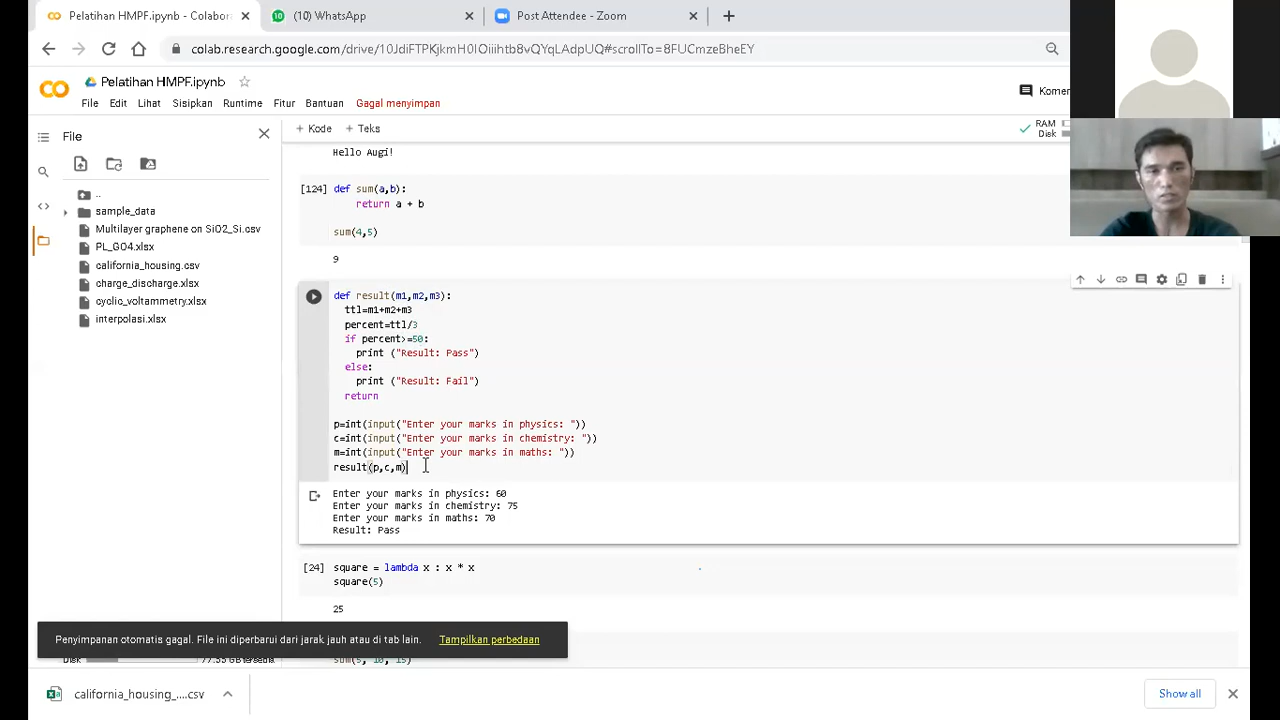 Pelatihan HMPF.ipynb - Colabora
(10) WhatsApp
Post Attendee - Zoom
colab.research.google.com/drive/10JdiFTPKjkmH0lOiiihtb8vQYqLAdpUQ#scrollTo=8FUCmzeBheEY
Pelatihan HMPF.ipynb
File Edit Lihat Sisipkan Runtime Fitur Bantuan Gagal menyimpan
Komen
File
+ Kode + Teks
RAM
Disk
..
sample_data
Multilayer graphene on SiO2_Si.csv
PL_GO4.xlsx
california_housing.csv
charge_discharge.xlsx
cyclic_voltammetry.xlsx
interpolasi.xlsx
Hello Augi!
[124] def sum(a,b):
return a + b
sum(4,5)
9
def result(m1,m2,m3):
ttl=m1+m2+m3
percent=ttl/3
if percent>=50:
print ("Result: Pass")
else:
print ("Result: Fail")
return
p=int(input("Enter your marks in physics: "))
c=int(input("Enter your marks in chemistry: "))
m=int(input("Enter your marks in maths: "))
result(p,c,m)
Enter your marks in physics: 60
Enter your marks in chemistry: 75
Enter your marks in maths: 70
Result: Pass
[24] square = lambda x : x * x
square(5)
25
Penyimpanan otomatis gagal. File ini diperbarui dari jarak jauh atau di tab lain. Tampilkan perbedaan
sum(5, 10, 15)
california_housing_....csv
Show all